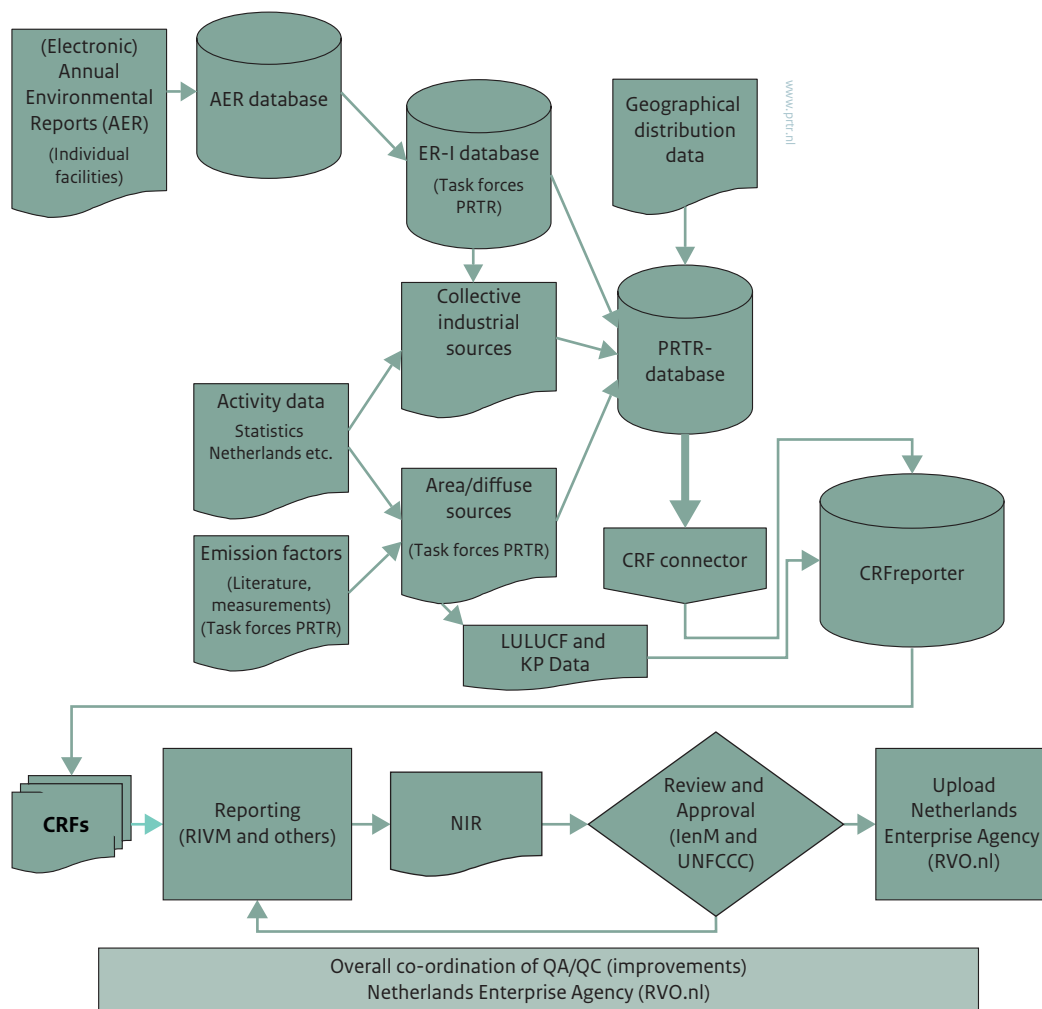 (Electronic)
Annual
Environmental
Reports (AER)
(Individual
facilities)
AER database
ER-I database
(Task forces
PRTR)
Geographical
distribution
data
www.prtr.nl
Collective
industrial
sources
PRTR-
database
Activity data
Statistics
Netherlands etc.
Area/diffuse
sources
(Task forces PRTR)
Emission factors
(Literature,
measurements)
(Task forces PRTR)
CRF connector
CRFreporter
LULUCF and
KP Data
CRFs
Reporting
(RIVM and others)
NIR
Review and
Approval
(IenM and
UNFCCC)
Upload
Netherlands
Enterprise Agency
(RVO.nl)
Overall co-ordination of QA/QC (improvements)
Netherlands Enterprise Agency (RVO.nl)